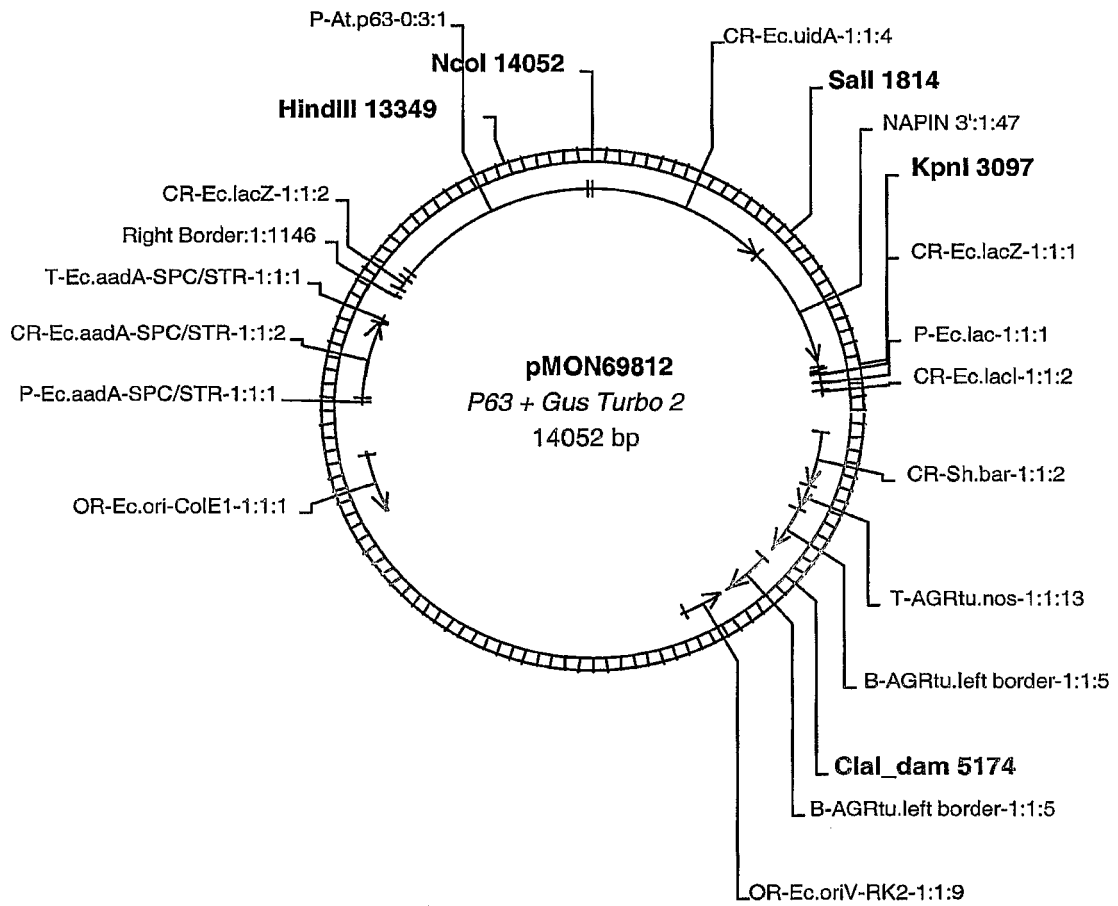 P-At.p63-0:3:1
CR-Ec.uidA-1:1:4
NcoI 14052
SalI 1814
HindIII 13349
NAPIN 3':1:47
KpnI 3097
CR-Ec.lacZ-1:1:2
Right Border:1:1146
CR-Ec.lacZ-1:1:1
T-Ec.aadA-SPC/STR-1:1:1
CR-Ec.aadA-SPC/STR-1:1:2
P-Ec.lac-1:1:1
pMON69812
CR-Ec.lacI-1:1:2
P-Ec.aadA-SPC/STR-1:1:1
P63 + Gus Turbo 2
14052 bp
CR-Sh.bar-1:1:2
OR-Ec.ori-ColE1-1:1:1
T-AGRtu.nos-1:1:13
B-AGRtu.left border-1:1:5
ClaI_dam 5174
B-AGRtu.left border-1:1:5
OR-Ec.oriV-RK2-1:1:9